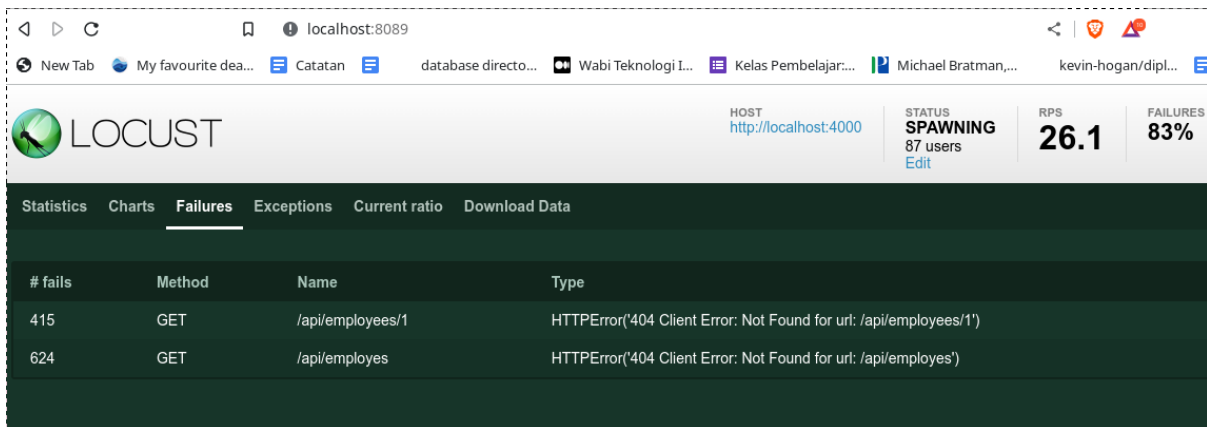 localhost:8089
New Tab My favourite dea... Catatan database directo... Wabi Teknologi I... Kelas Pembelajar:... Michael Bratman,... kevin-hogan/dipl...
LOCUST
HOST
http://localhost:4000
STATUS
SPAWNING
87 users
Edit
RPS
26.1
FAILURES
83%
Statistics Charts Failures Exceptions Current ratio Download Data
# fails Method Name Type
415 GET /api/employees/1 HTTPError('404 Client Error: Not Found for url: /api/employees/1')
624 GET /api/employes HTTPError('404 Client Error: Not Found for url: /api/employes')